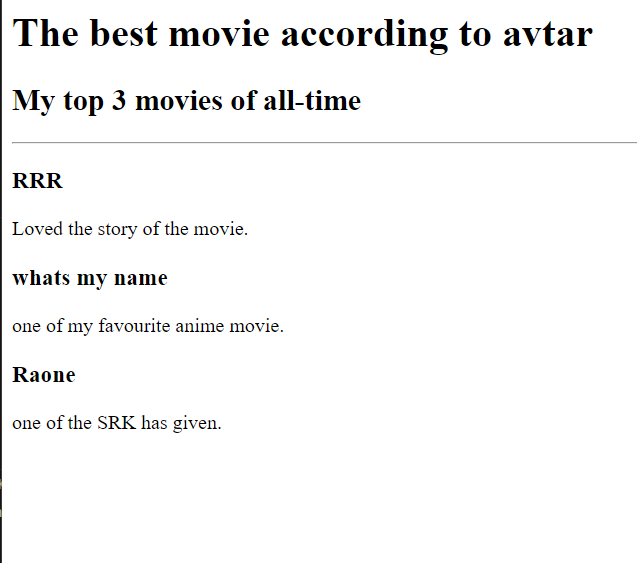 The best movie according to avtar
My top 3 movies of all-time
RRR
Loved the story of the movie.
whats my name
one of my favourite anime movie.
Raone
one of the SRK has given.